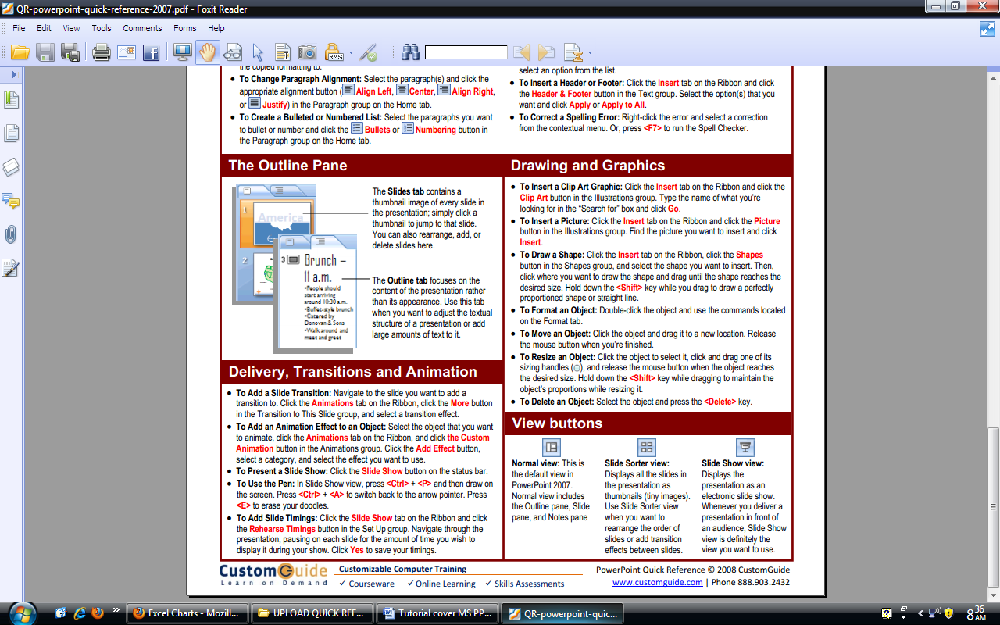 QR-powerpoint-quick-reference-2007.pdf - Foxit Reader
File Edit View Tools Comments Forms Help
RMS
the copied formatting to.
• To Change Paragraph Alignment: Select the paragraph(s) and click the
appropriate alignment button ( Align Left, Center, Align Right,
or Justify) in the Paragraph group on the Home tab.
• To Create a Bulleted or Numbered List: Select the paragraphs you want
to bullet or number and click the Bullets or Numbering button in
the Paragraph group on the Home tab.
select an option from the list.
• To Insert a Header or Footer: Click the Insert tab on the Ribbon and click
the Header & Footer button in the Text group. Select the option(s) that you
want and click Apply or Apply to All.
• To Correct a Spelling Error: Right-click the error and select a correction
from the contextual menu. Or, press <F7> to run the Spell Checker.
The Outline Pane
1
America
2
3 Brunch –
11 a.m.
•People should
start arriving
around 10:30 a.m.
•Buffet-style brunch
•Catered by
Donovan & Sons
•Walk around and
meet and greet
The Slides tab contains a
thumbnail image of every slide in
the presentation; simply click a
thumbnail to jump to that slide.
You can also rearrange, add, or
delete slides here.
The Outline tab focuses on the
content of the presentation rather
than its appearance. Use this tab
when you want to adjust the textual
structure of a presentation or add
large amounts of text to it.
Delivery, Transitions and Animation
• To Add a Slide Transition: Navigate to the slide you want to add a
transition to. Click the Animations tab on the Ribbon, click the More button
in the Transition to This Slide group, and select a transition effect.
• To Add an Animation Effect to an Object: Select the object that you want
to animate, click the Animations tab on the Ribbon, and click the Custom
Animation button in the Animations group. Click the Add Effect button,
select a category, and select the effect you want to use.
• To Present a Slide Show: Click the Slide Show button on the status bar.
• To Use the Pen: In Slide Show view, press <Ctrl> + <P> and then draw on
the screen. Press <Ctrl> + <A> to switch back to the arrow pointer. Press
<E> to erase your doodles.
• To Add Slide Timings: Click the Slide Show tab on the Ribbon and click
the Rehearse Timings button in the Set Up group. Navigate through the
presentation, pausing on each slide for the amount of time you wish to
display it during your show. Click Yes to save your timings.
Drawing and Graphics
• To Insert a Clip Art Graphic: Click the Insert tab on the Ribbon and click the
Clip Art button in the Illustrations group. Type the name of what you're
looking for in the “Search for” box and click Go.
• To Insert a Picture: Click the Insert tab on the Ribbon and click the Picture
button in the Illustrations group. Find the picture you want to insert and click
Insert.
• To Draw a Shape: Click the Insert tab on the Ribbon, click the Shapes
button in the Shapes group, and select the shape you want to insert. Then,
click where you want to draw the shape and drag until the shape reaches the
desired size. Hold down the <Shift> key while you drag to draw a perfectly
proportioned shape or straight line.
• To Format an Object: Double-click the object and use the commands located
on the Format tab.
• To Move an Object: Click the object and drag it to a new location. Release
the mouse button when you're finished.
• To Resize an Object: Click the object to select it, click and drag one of its
sizing handles ( ), and release the mouse button when the object reaches
the desired size. Hold down the <Shift> key while dragging to maintain the
object's proportions while resizing it.
• To Delete an Object: Select the object and press the <Delete> key.
View buttons
Normal view: This is
the default view in
PowerPoint 2007.
Normal view includes
the Outline pane, Slide
pane, and Notes pane
Slide Sorter view:
Displays all the slides in
the presentation as
thumbnails (tiny images).
Use Slide Sorter view
when you want to
rearrange the order of
slides or add transition
effects between slides.
Slide Show view:
Displays the
presentation as an
electronic slide show.
Whenever you deliver a
presentation in front of
an audience, Slide Show
view is definitely the
view you want to use.
CustomGuide
Learn on Demand
Customizable Computer Training
✓ Courseware ✓ Online Learning ✓ Skills Assessments
PowerPoint Quick Reference © 2008 CustomGuide
www.customguide.com | Phone 888.903.2432
Excel Charts - Mozill... UPLOAD QUICK REF... Tutorial cover MS PP... QR-powerpoint-quic...
8 36 AM